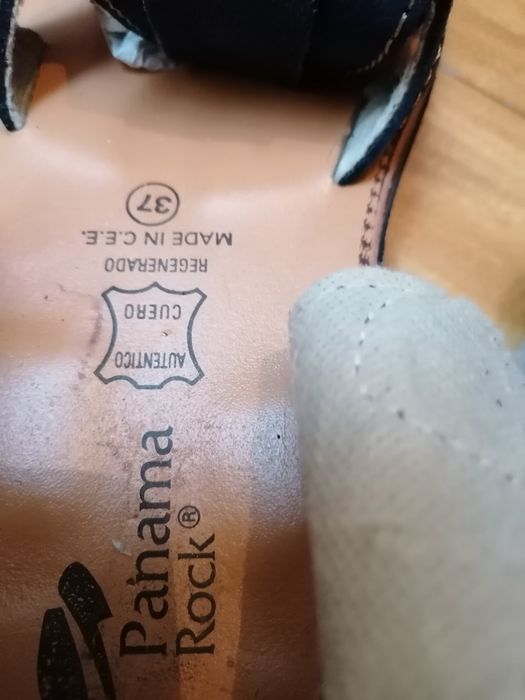 37
MADE IN C.E.E.
REGENERADO
AUTENTICO
CUERO
Panama
Rock®